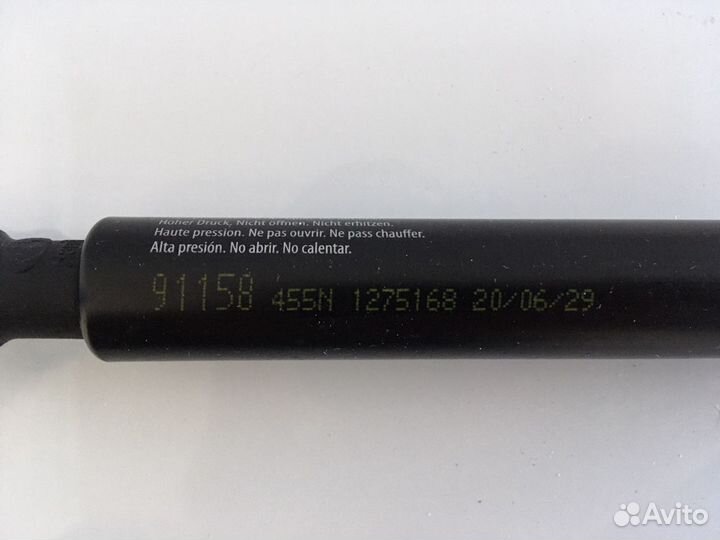 Hoher Druck, Nicht öffnen. Nicht erhitzen.
Haute pression. Ne pas ouvrir. Ne pass chauffer.
Alta presión. No abrir. No calentar.
91158 455N 1275168 20/06/29
Avito